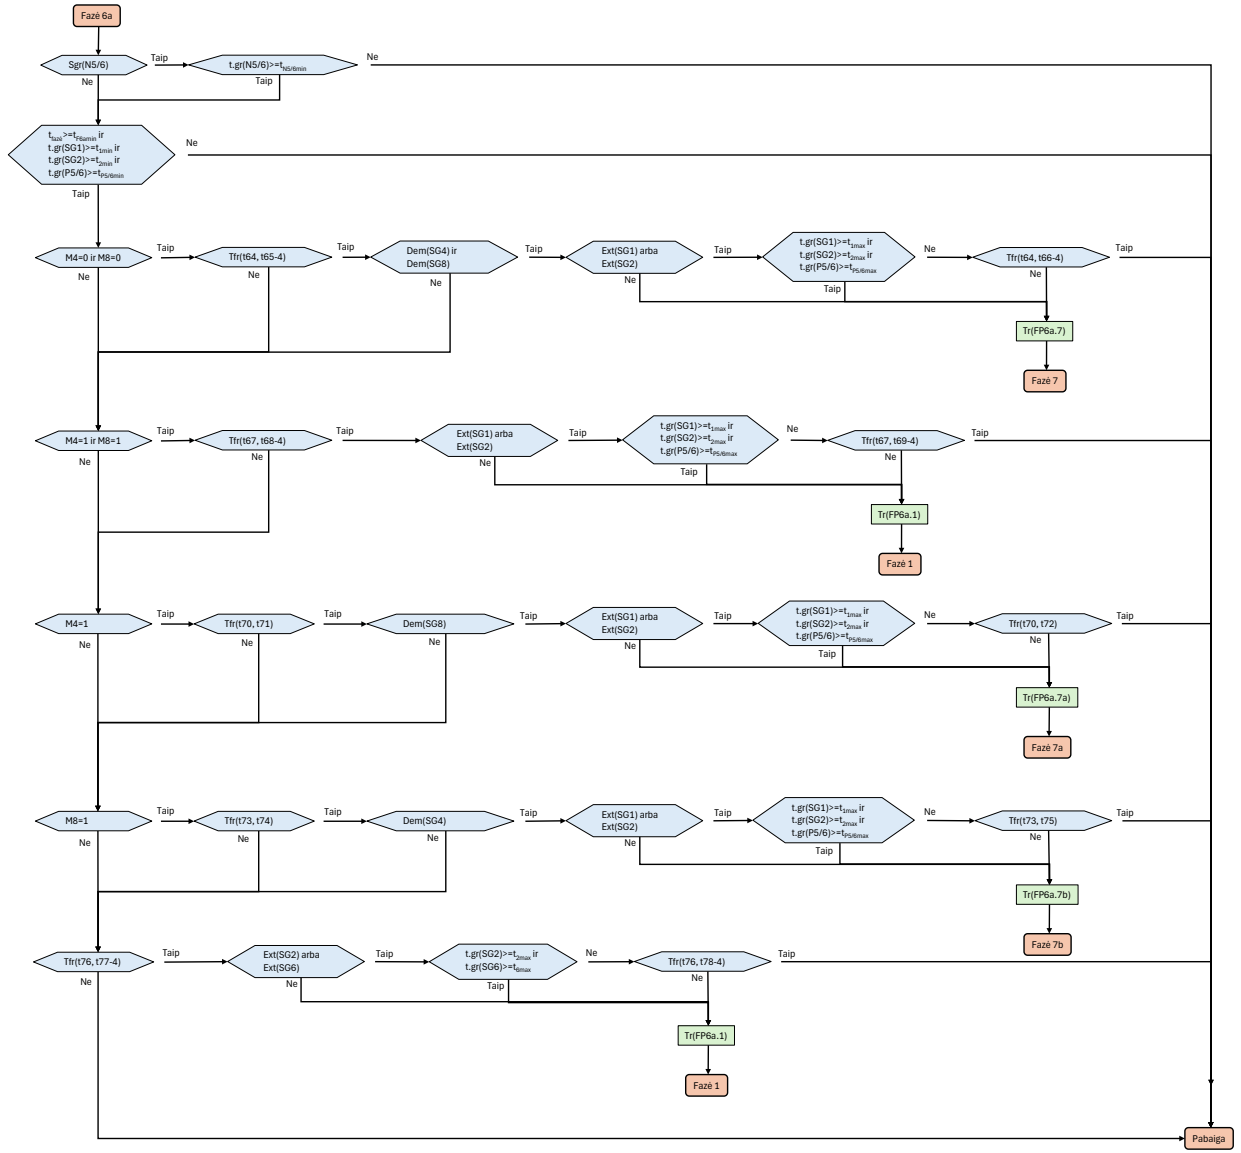 Fazė 6a
Sgr(N5/6)
Taip
t.gr(N5/6)>=tN5/6min
Ne
Ne
Taip
tfazė>=tF6amin ir
t.gr(SG1)>=t1min ir
t.gr(SG2)>=t2min ir
t.gr(P5/6)>=tP5/6min
Ne
Taip
M4=0 ir M8=0
Taip
Tfr(t64, t65-4)
Taip
Dem(SG4) ir
Dem(SG8)
Taip
Ext(SG1) arba
Ext(SG2)
Taip
t.gr(SG1)>=t1max ir
t.gr(SG2)>=t2max ir
t.gr(P5/6)>=tP5/6max
Ne
Tfr(t64, t66-4)
Taip
Ne
Ne
Ne
Ne
Taip
Ne
Tr(FP6a.7)
Fazė 7
M4=1 ir M8=1
Taip
Tfr(t67, t68-4)
Taip
Ext(SG1) arba
Ext(SG2)
Taip
t.gr(SG1)>=t1max ir
t.gr(SG2)>=t2max ir
t.gr(P5/6)>=tP5/6max
Ne
Tfr(t67, t69-4)
Taip
Ne
Ne
Ne
Taip
Ne
Tr(FP6a.1)
Fazė 1
M4=1
Taip
Tfr(t70, t71)
Taip
Dem(SG8)
Taip
Ext(SG1) arba
Ext(SG2)
Taip
t.gr(SG1)>=t1max ir
t.gr(SG2)>=t2max ir
t.gr(P5/6)>=tP5/6max
Ne
Tfr(t70, t72)
Taip
Ne
Ne
Ne
Ne
Taip
Ne
Tr(FP6a.7a)
Fazė 7a
M8=1
Taip
Tfr(t73, t74)
Taip
Dem(SG4)
Taip
Ext(SG1) arba
Ext(SG2)
Taip
t.gr(SG1)>=t1max ir
t.gr(SG2)>=t2max ir
t.gr(P5/6)>=tP5/6max
Ne
Tfr(t73, t75)
Taip
Ne
Ne
Ne
Ne
Taip
Ne
Tr(FP6a.7b)
Fazė 7b
Tfr(t76, t77-4)
Taip
Ext(SG2) arba
Ext(SG6)
Taip
t.gr(SG2)>=t2max ir
t.gr(SG6)>=t6max
Ne
Tfr(t76, t78-4)
Taip
Ne
Ne
Taip
Ne
Tr(FP6a.1)
Fazė 1
Pabaiga